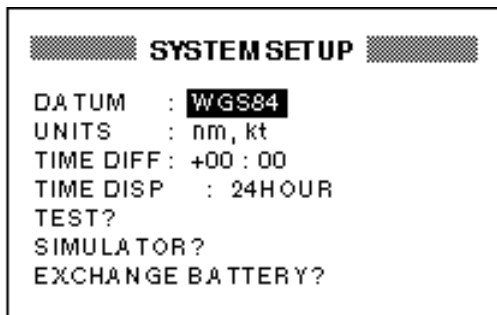 SYSTEM SETUP
DATUM : WGS84
UNITS : nm, kt
TIME DIFF : +00 : 00
TIME DISP : 24HOUR
TEST?
SIMULATOR?
EXCHANGE BATTERY?